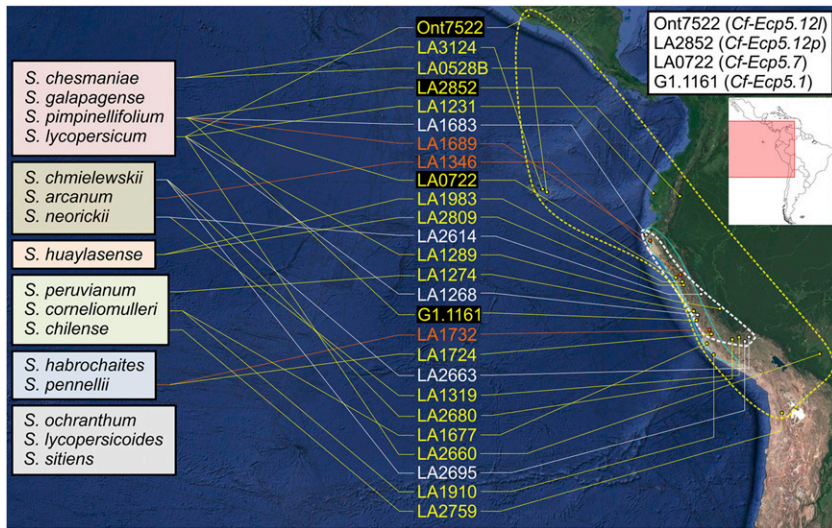 S. chesmaniae
S. galapagense
S. pimpinellifolium
S. lycopersicum
S. chmielewskii
S. arcanum
S. neorickii
S. huaylasense
S. peruvianum
S. corneliomulleri
S. chilense
S. habrochaites
S. pennellii
S. ochranthum
S. lycopersicoides
S. sitiens
Ont7522
LA3124
LA0528B
LA2852
LA1231
LA1683
LA1689
LA1346
LA0722
LA1983
LA2809
LA2614
LA1289
LA1274
LA1268
G1.1161
LA1732
LA1724
LA2663
LA1319
LA2680
LA1677
LA2660
LA2695
LA1910
LA2759
Ont7522 (Cf-Ecp5.12l)
LA2852 (Cf-Ecp5.12p)
LA0722 (Cf-Ecp5.7)
G1.1161 (Cf-Ecp5.1)